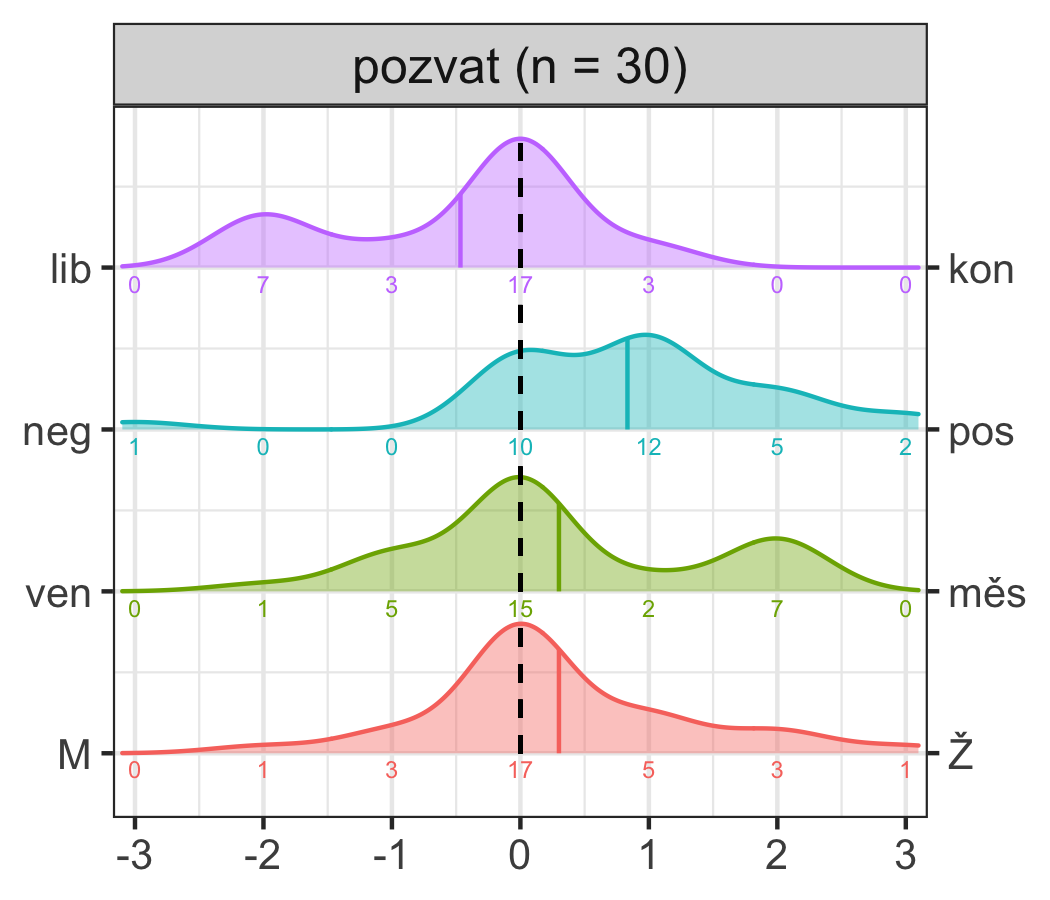 pozvat (n = 30)
lib kon
0 7 3 17 3 0 0
neg pos
1 0 0 10 12 5 2
ven měs
0 1 5 15 2 7 0
M Ž
0 1 3 17 5 3 1
-3 -2 -1 0 1 2 3